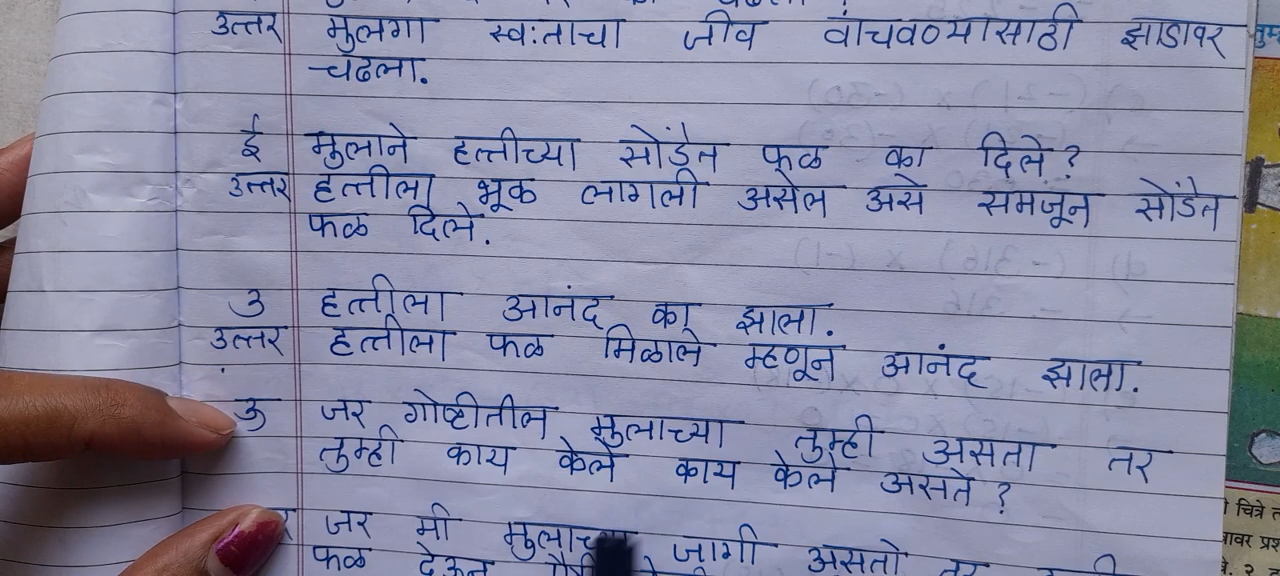 उत्तर मुलगा स्व:ताचा जीव वाचवण्यासाठी झाडावर
चढला.
ई मुलाने हत्तीच्या सोंडेत फळ का दिले?
उत्तर हत्तीला भूक लागली असेल असे समजून सोंडेत
फळ दिले.
उ हत्तीला आनंद का झाला.
उत्तर हत्तीला फळ मिळाले म्हणून आनंद झाला.
ऊ जर गोष्टीतील मुलाच्या तुम्ही असता तर
तुम्ही काय केले काय केले असते?
जर मी मुलाच्या जागी असतो तर
फळ देऊन
चित्रे